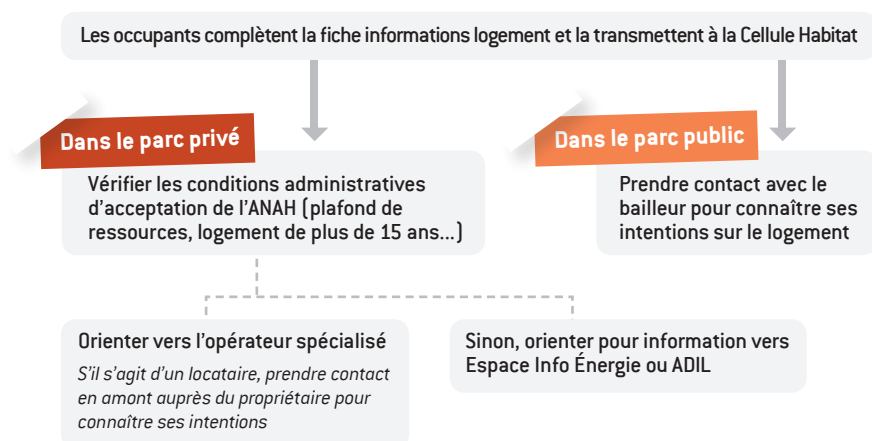 Les occupants complètent la fiche informations logement et la transmettent à la Cellule Habitat
Dans le parc privé
Vérifier les conditions administratives
d’acceptation de l’ANAH (plafond de
ressources, logement de plus de 15 ans...)
Dans le parc public
Prendre contact avec le
bailleur pour connaître ses
intentions sur le logement
Orienter vers l’opérateur spécialisé
S’il s’agit d’un locataire, prendre contact
en amont auprès du propriétaire pour
connaître ses intentions
Sinon, orienter pour information vers
Espace Info Énergie ou ADIL